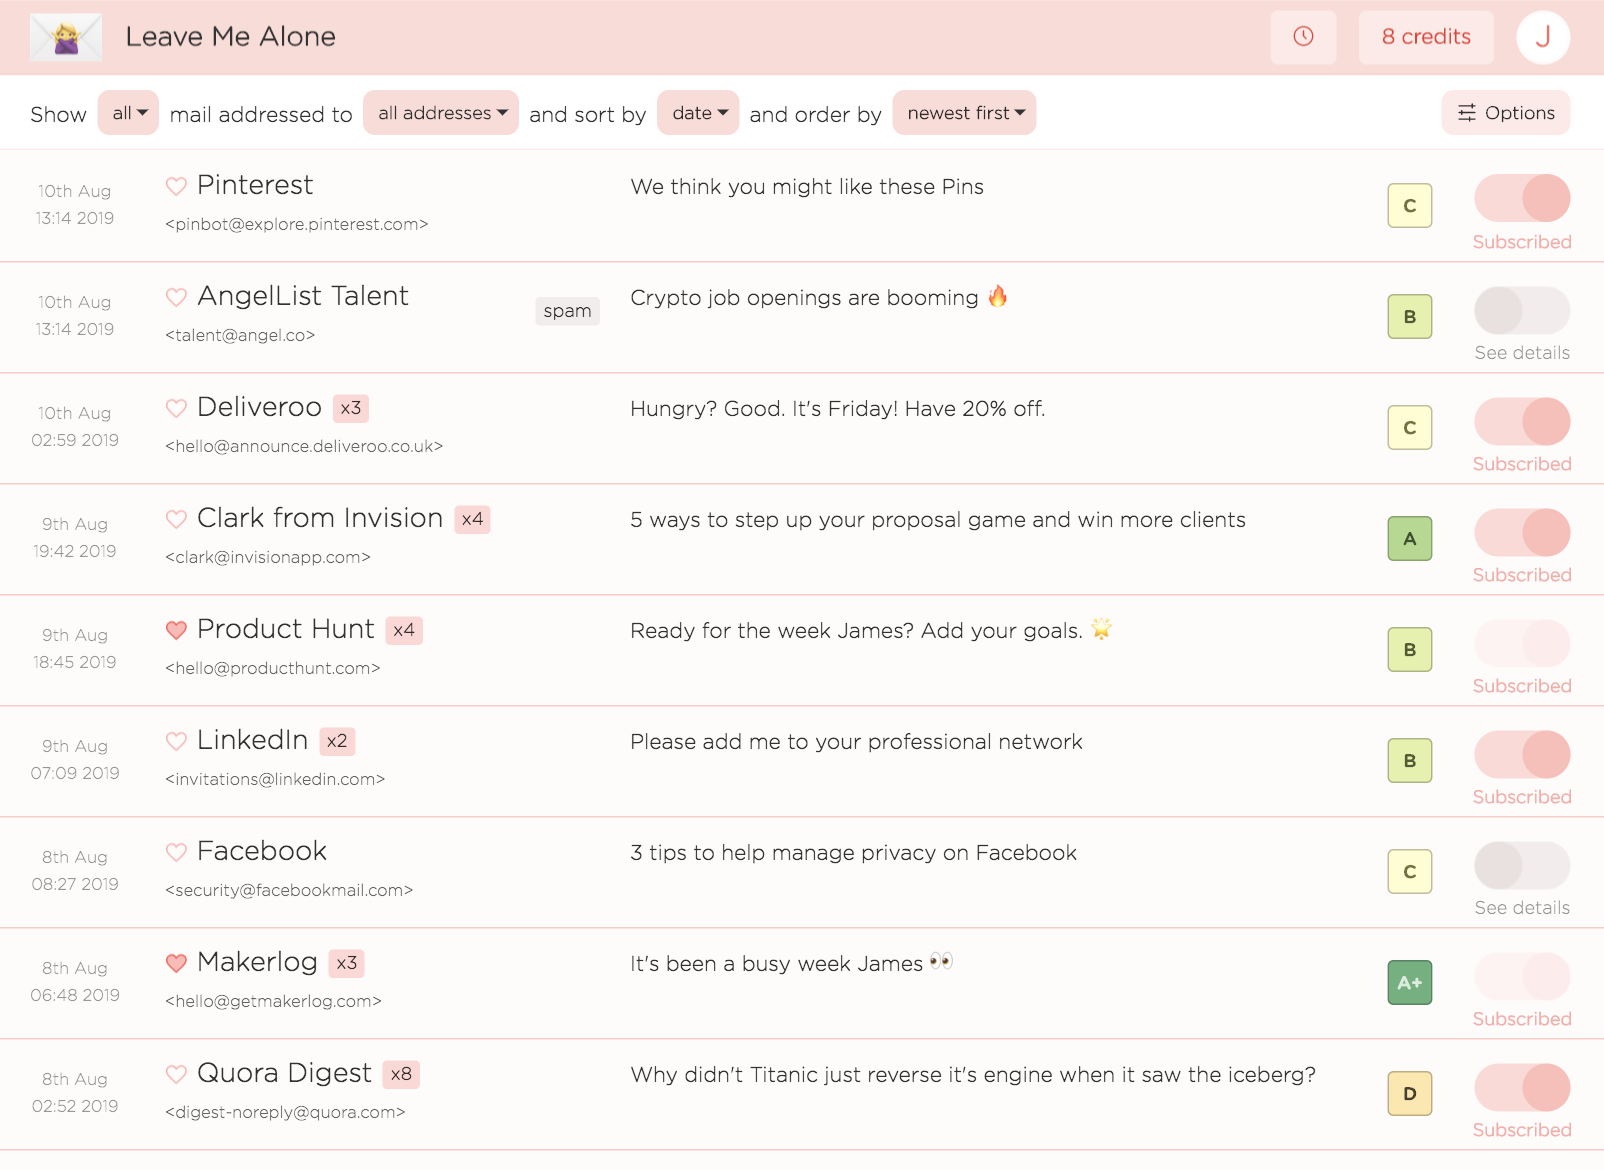 Leave Me Alone
8 credits
J
Show all mail addressed to all addresses and sort by date and order by newest first
Options
10th Aug
13:14 2019
Pinterest
<pinbot@explore.pinterest.com>
We think you might like these Pins
C
Subscribed
10th Aug
13:14 2019
AngelList Talent
<talent@angel.co>
spam
Crypto job openings are booming 🔥
B
See details
10th Aug
02:59 2019
Deliveroo x3
<hello@announce.deliveroo.co.uk>
Hungry? Good. It's Friday! Have 20% off.
C
Subscribed
9th Aug
19:42 2019
Clark from Invision x4
<clark@invisionapp.com>
5 ways to step up your proposal game and win more clients
A
Subscribed
9th Aug
18:45 2019
Product Hunt x4
<hello@producthunt.com>
Ready for the week James? Add your goals. 🌟
B
Subscribed
9th Aug
07:09 2019
LinkedIn x2
<invitations@linkedin.com>
Please add me to your professional network
B
Subscribed
8th Aug
08:27 2019
Facebook
<security@facebookmail.com>
3 tips to help manage privacy on Facebook
C
See details
8th Aug
06:48 2019
Makerlog x3
<hello@getmakerlog.com>
It's been a busy week James 👀
A+
Subscribed
8th Aug
02:52 2019
Quora Digest x8
<digest-noreply@quora.com>
Why didn't Titanic just reverse it's engine when it saw the iceberg?
D
Subscribed